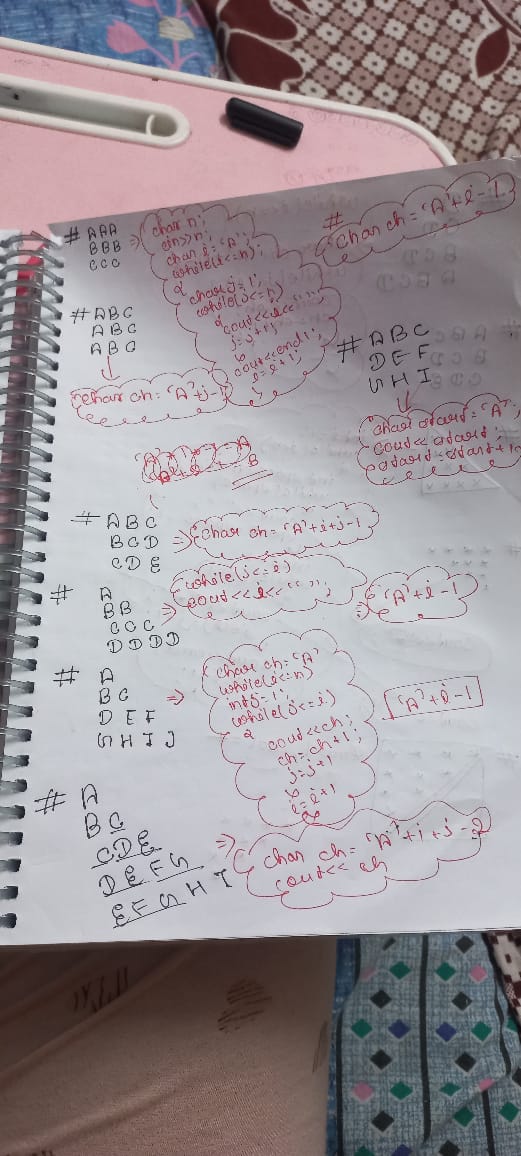 # AAA
BBB
CCC
=> char n;
cin>>n;
char i='A';
while(i<=n);
{
char j=1;
while(j<=n)
{
cout<<i<<" ";
j=j+1;
}
cout<<endl;
i=i+1;
}
#
char ch='A'+i-1
# ABC
ABC
ABC
↓
char ch='A'+j-1
# ABC
DEF
GHI
↓
char start='A';
cout<<start;
start=start+1
# ABC
BCD
CDE
=> char ch='A'+i+j-1
# A
BB
CCC
DDDD
=> while(j<=i)
cout<<i<<" ";
=> 'A'+i-1
# A
BC
DEF
GHIJ
=> char ch='A'
while(i<=n)
int j=1;
while(j<=i)
{
cout<<ch;
ch=ch+1;
j=j+1
}
i=i+1
'A'+i-1
# A
BC
CDE
DEFG
EFGHI
=> char ch='A'+i+j-2
cout<<ch